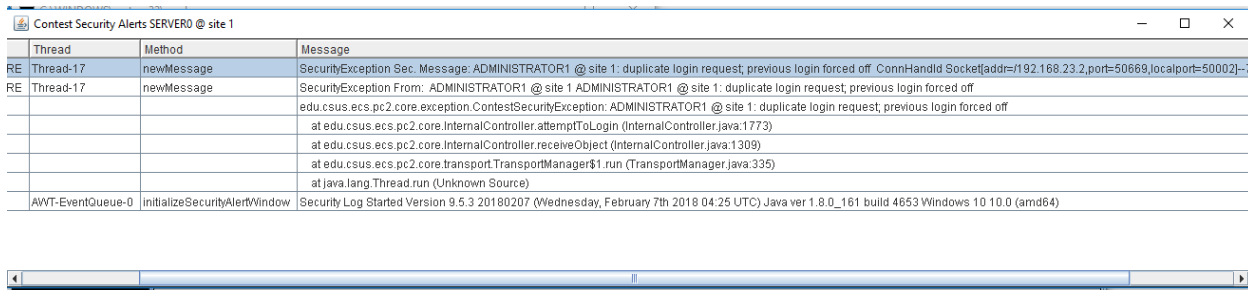 Contest Security Alerts SERVER0 @ site 1
Thread Method Message
RE Thread-17 newMessage SecurityException Sec. Message: ADMINISTRATOR1 @ site 1: duplicate login request; previous login forced off ConnHandId Socket[addr=/192.168.23.2,port=50669,localport=50002]--
RE Thread-17 newMessage SecurityException From: ADMINISTRATOR1 @ site 1 ADMINISTRATOR1 @ site 1: duplicate login request; previous login forced off
edu.csus.ecs.pc2.core.exception.ContestSecurityException: ADMINISTRATOR1 @ site 1: duplicate login request; previous login forced off
at edu.csus.ecs.pc2.core.InternalController.attemptToLogin (InternalController.java:1773)
at edu.csus.ecs.pc2.core.InternalController.receiveObject (InternalController.java:1309)
at edu.csus.ecs.pc2.core.transport.TransportManager$1.run (TransportManager.java:335)
at java.lang.Thread.run (Unknown Source)
AWT-EventQueue-0 initializeSecurityAlertWindow Security Log Started Version 9.5.3 20180207 (Wednesday, February 7th 2018 04:25 UTC) Java ver 1.8.0_161 build 4653 Windows 10 10.0 (amd64)